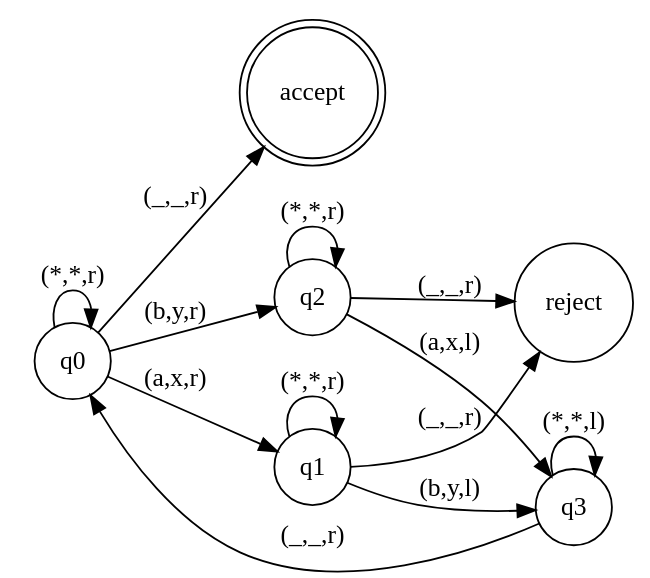 accept
(_,_,r)
(*,*,r)
(*,*,r)
q2
(_,_,r)
reject
(b,y,r)
(a,x,l)
q0
(a,x,r)
(*,*,r)
(_,_,r)
(*,*,l)
q1
(b,y,l)
q3
(_,_,r)